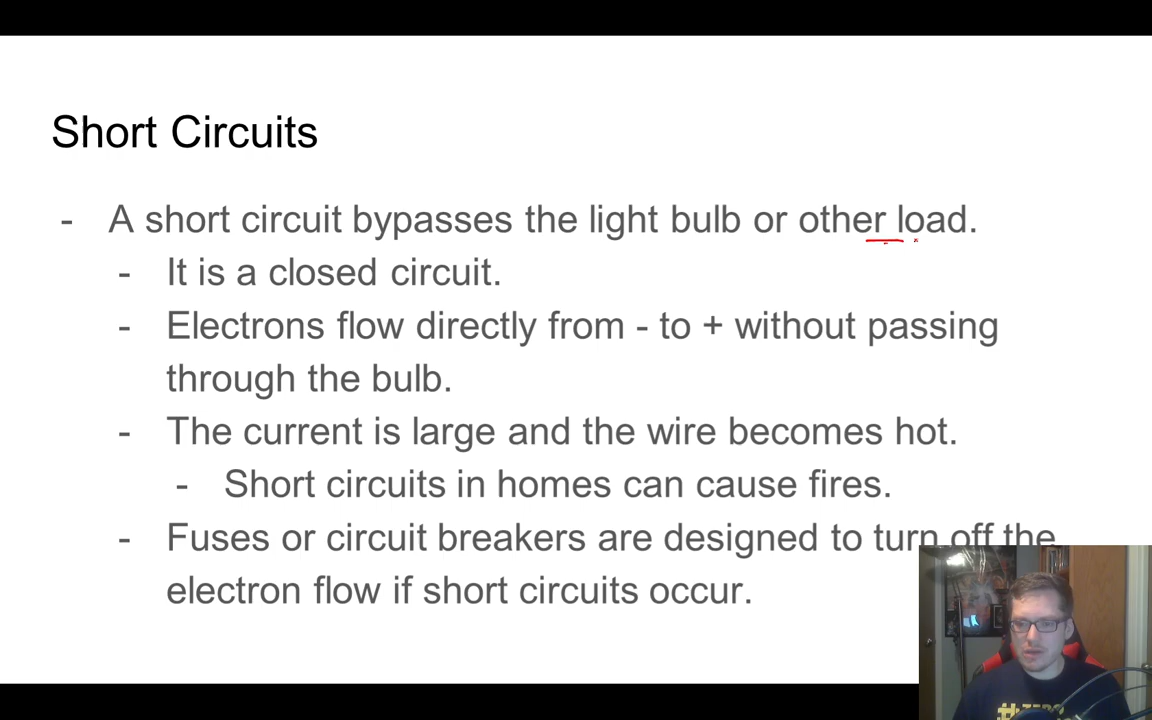 Short Circuits
- A short circuit bypasses the light bulb or other load.
- It is a closed circuit.
- Electrons flow directly from - to + without passing
through the bulb.
- The current is large and the wire becomes hot.
- Short circuits in homes can cause fires.
- Fuses or circuit breakers are designed to turn off the
electron flow if short circuits occur.